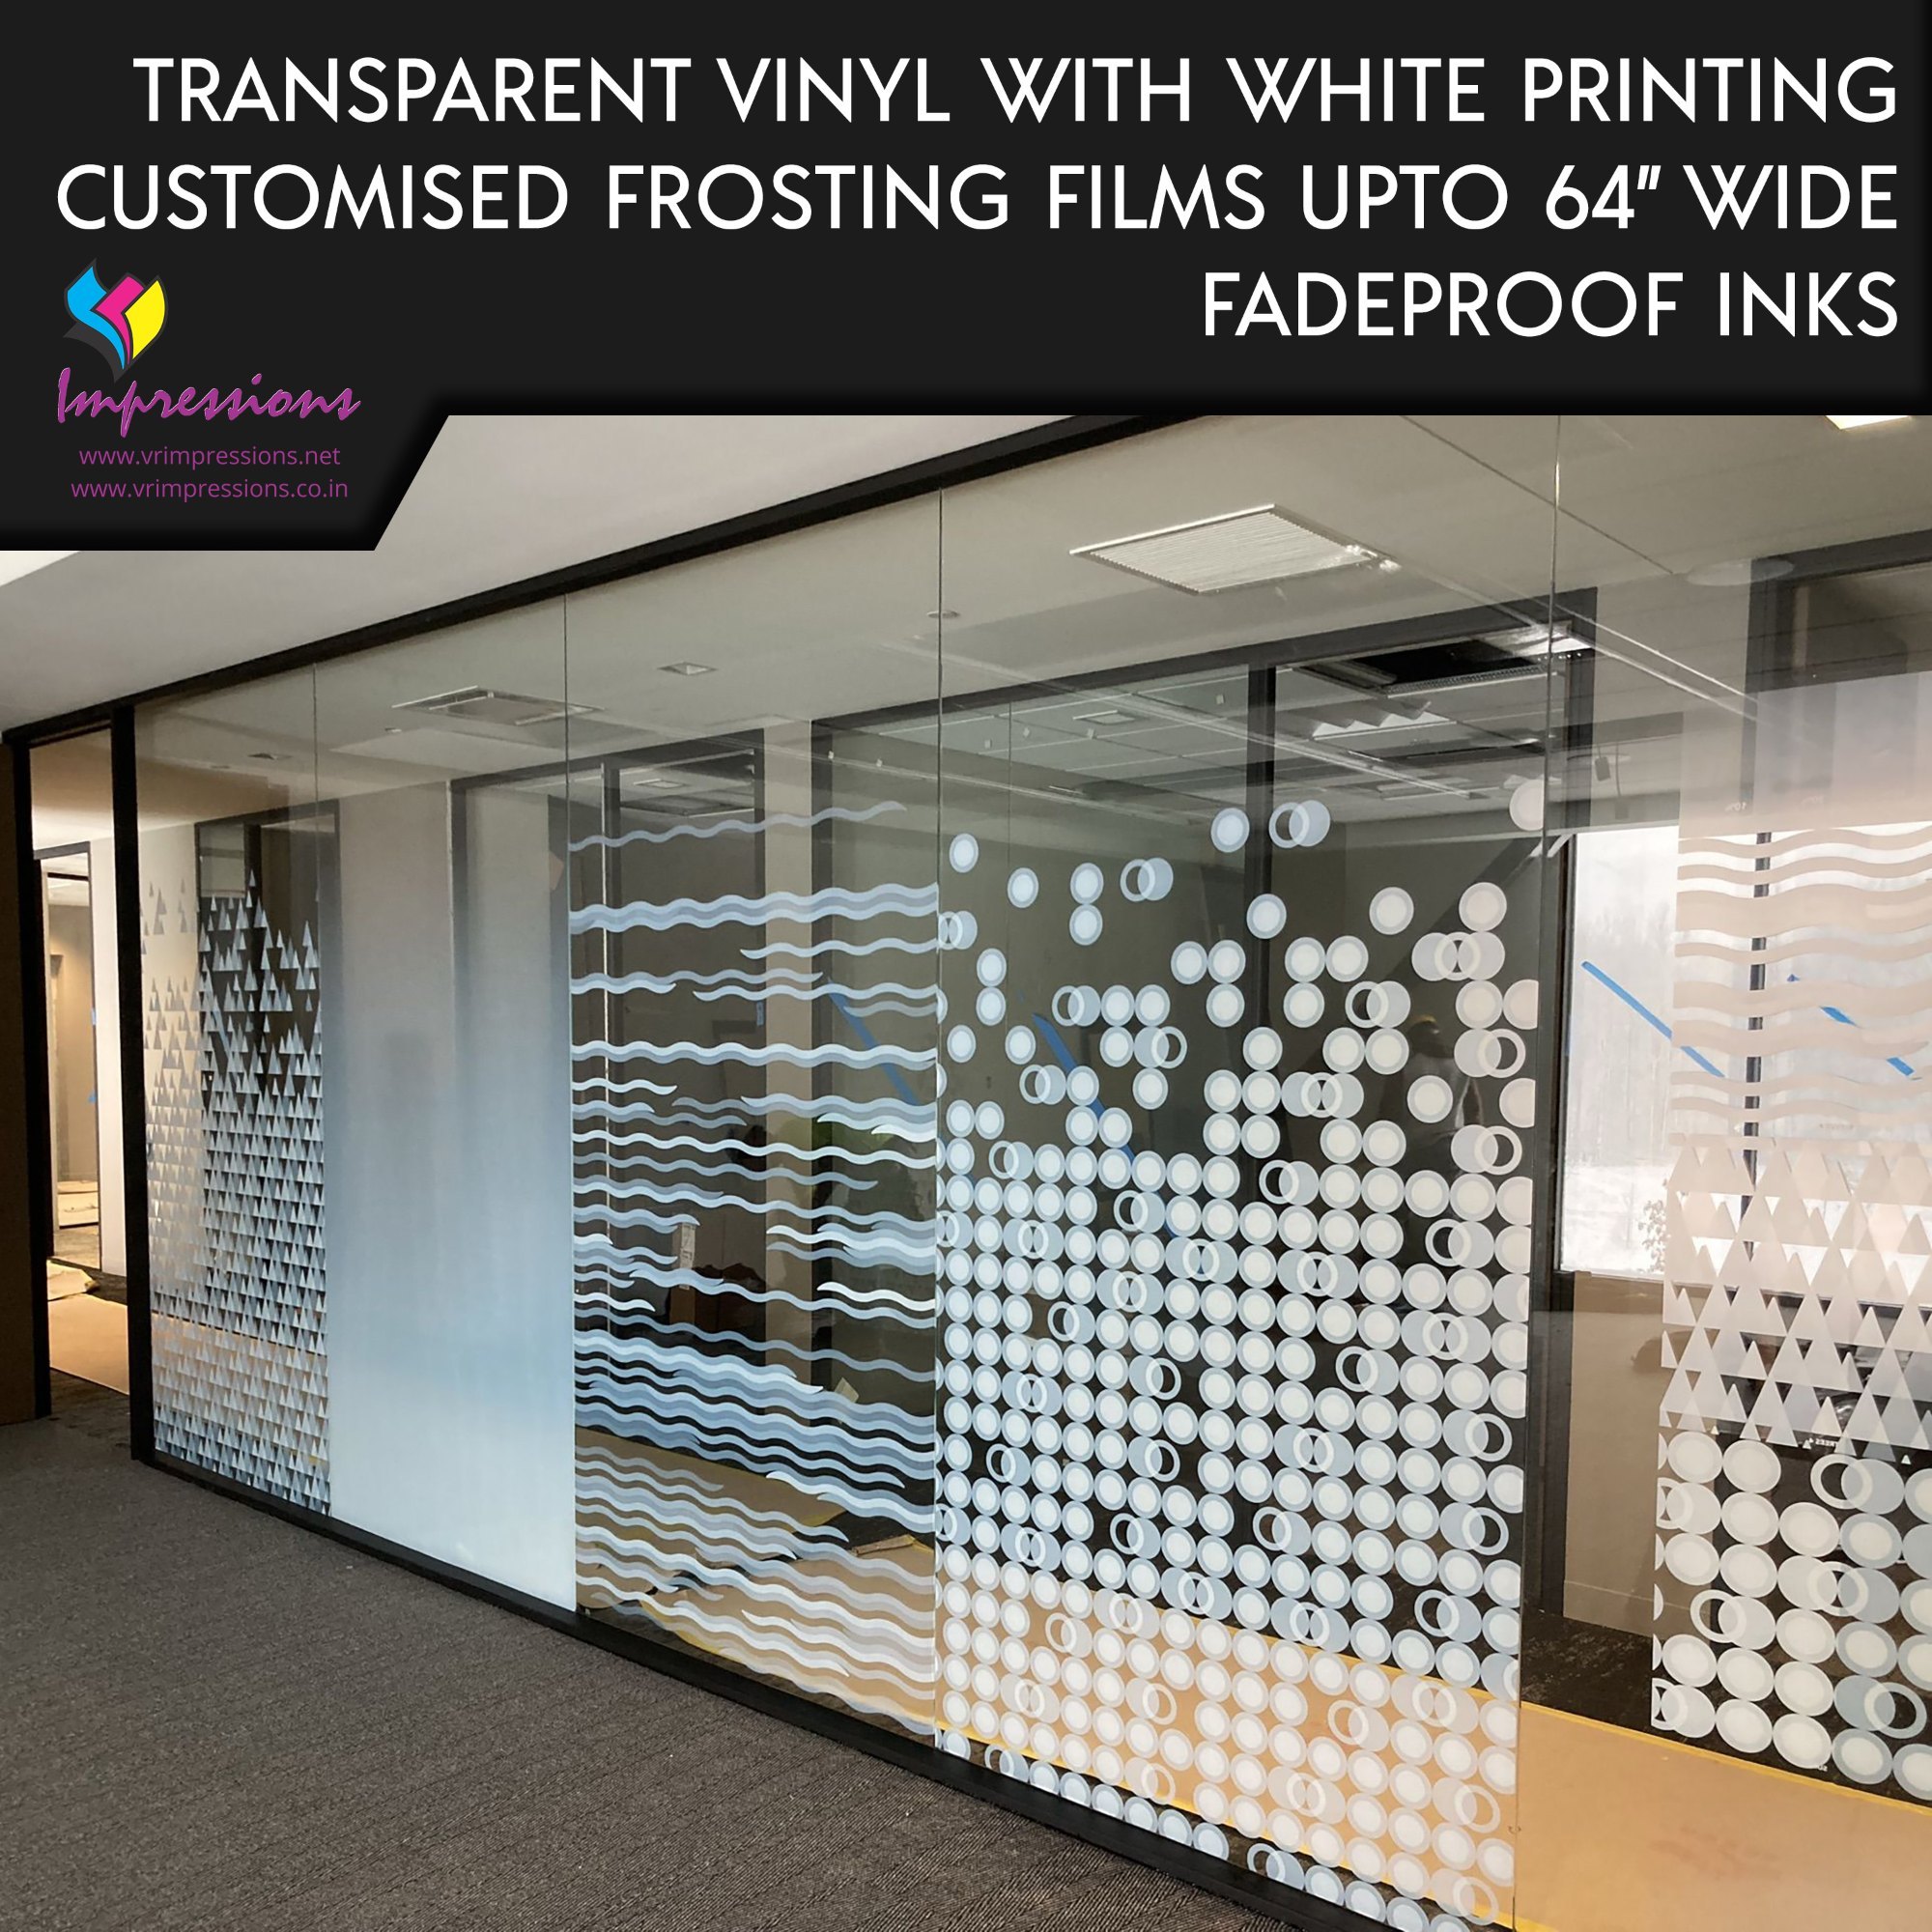 TRANSPARENT VINYL WITH WHITE PRINTING
CUSTOMISED FROSTING FILMS UPTO 64" WIDE
FADEPROOF INKS
Impressions
www.vrimpressions.net
www.vrimpressions.co.in